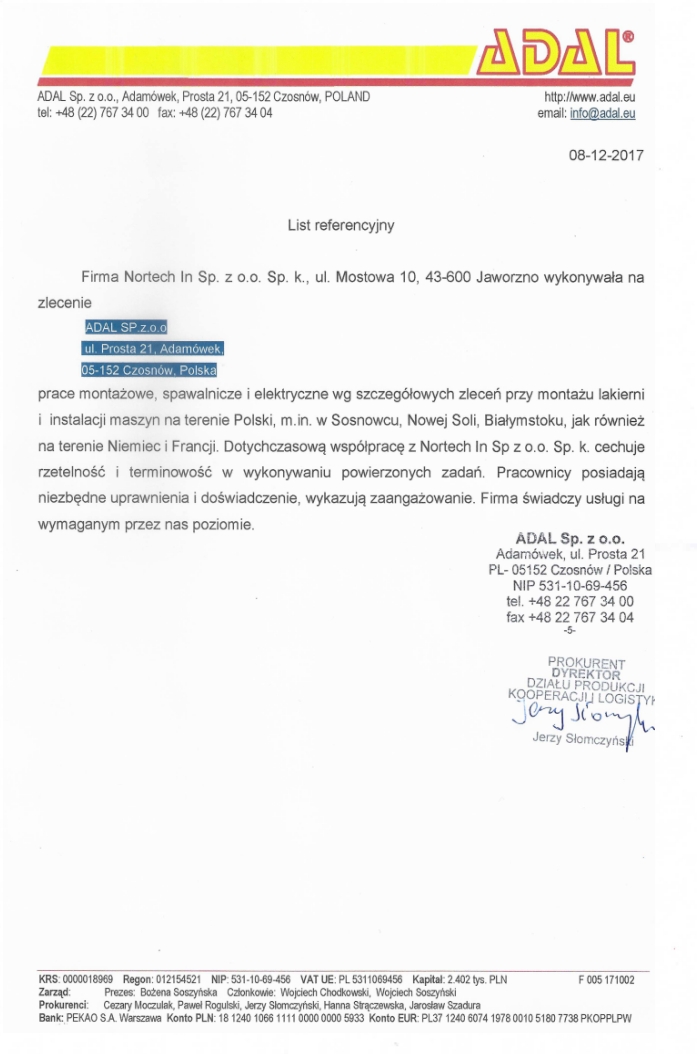 ADAL®
ADAL Sp. z o.o., Adamówek, Prosta 21, 05-152 Czosnów, POLAND
http://www.adal.eu
tel: +48 (22) 767 34 00 fax: +48 (22) 767 34 04
email: info@adal.eu
08-12-2017
List referencyjny
Firma Nortech In Sp. z o.o. Sp. k., ul. Mostowa 10, 43-600 Jaworzno wykonywała na
zlecenie
ADAL SP.z.o.o
ul. Prosta 21, Adamówek,
05-152 Czosnów, Polska
prace montażowe, spawalnicze i elektryczne wg szczegółowych zleceń przy montażu lakierni
i instalacji maszyn na terenie Polski, m.in. w Sosnowcu, Nowej Soli, Białymstoku, jak również
na terenie Niemiec i Francji. Dotychczasową współpracę z Nortech In Sp z o.o. Sp. k. cechuje
rzetelność i terminowość w wykonywaniu powierzonych zadań. Pracownicy posiadają
niezbędne uprawnienia i doświadczenie, wykazują zaangażowanie. Firma świadczy usługi na
wymaganym przez nas poziomie.
ADAL Sp. z o.o.
Adamówek, ul. Prosta 21
PL- 05152 Czosnów / Polska
NIP 531-10-69-456
tel. +48 22 767 34 00
fax +48 22 767 34 04
-5-
PROKURENT
DYREKTOR
DZIAŁU PRODUKCJI
KOOPERACJI I LOGISTYK
Jerzy Słomczyński
KRS: 0000018969 Regon: 012154521 NIP: 531-10-69-456 VAT UE: PL 5311069456 Kapitał: 2.402 tys. PLN F 005 171002
Zarząd: Prezes: Bożena Soszyńska Członkowie: Wojciech Chodkowski, Wojciech Soszyński
Prokurenci: Cezary Moczulak, Paweł Rogulski, Jerzy Słomczyński, Hanna Strączewska, Jarosław Szadura
Bank: PEKAO S.A. Warszawa Konto PLN: 18 1240 1066 1111 0000 0000 5933 Konto EUR: PL37 1240 6074 1978 0010 5180 7738 PKOPPLPW